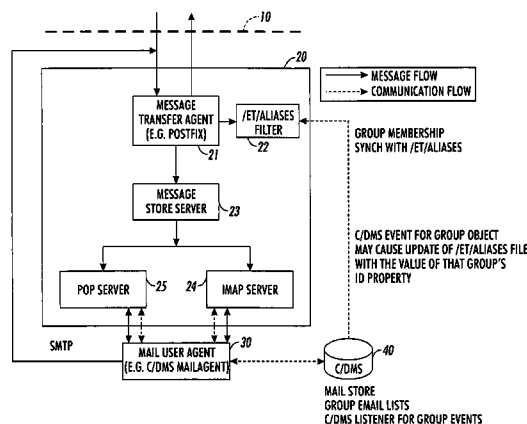 10
20
MESSAGE FLOW
COMMUNICATION FLOW
MESSAGE
TRANSFER AGENT
(E.G. POSTFIX)
21
/ET/ALIASES
FILTER
22
GROUP MEMBERSHIP
SYNCH WITH /ET/ALIASES
MESSAGE
STORE SERVER
23
C/DMS EVENT FOR GROUP OBJECT
MAY CAUSE UPDATE OF /ET/ALIASES FILE
WITH THE VALUE OF THAT GROUP'S
ID PROPERTY
POP SERVER
25
IMAP SERVER
24
SMTP
MAIL USER AGENT
(E.G. C/DMS MAILAGENT)
30
C/DMS
40
MAIL STORE
GROUP EMAIL LISTS
C/DMS LISTENER FOR GROUP EVENTS